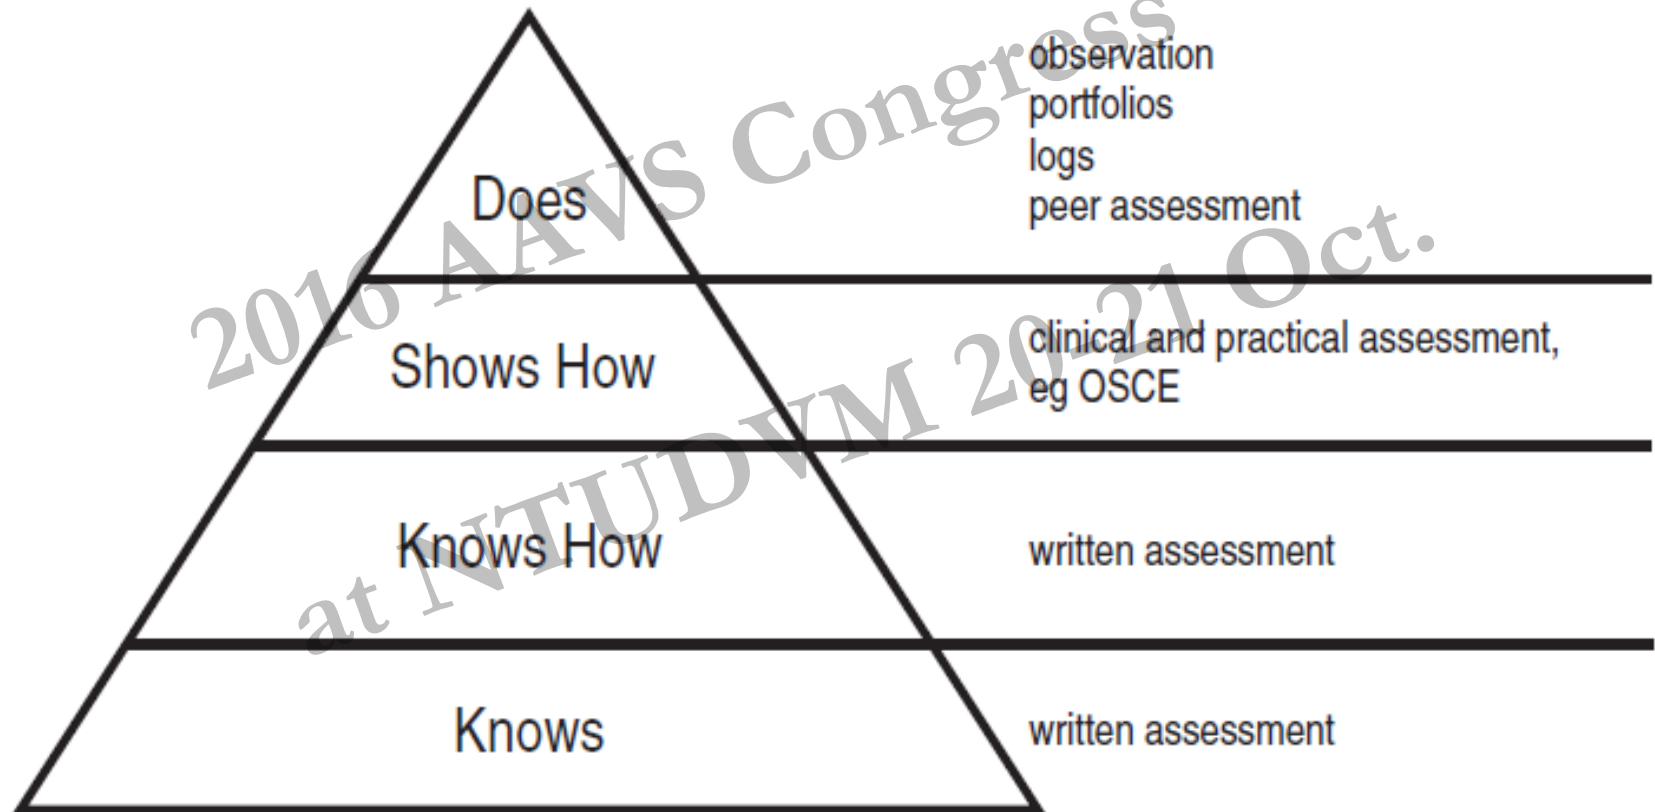 observation
portfolios
logs
peer assessment
Does
clinical and practical assessment,
eg OSCE
Shows How
written assessment
Knows How
written assessment
Knows
2016 AAVS Congress
at NTUDVM 20-21 Oct.